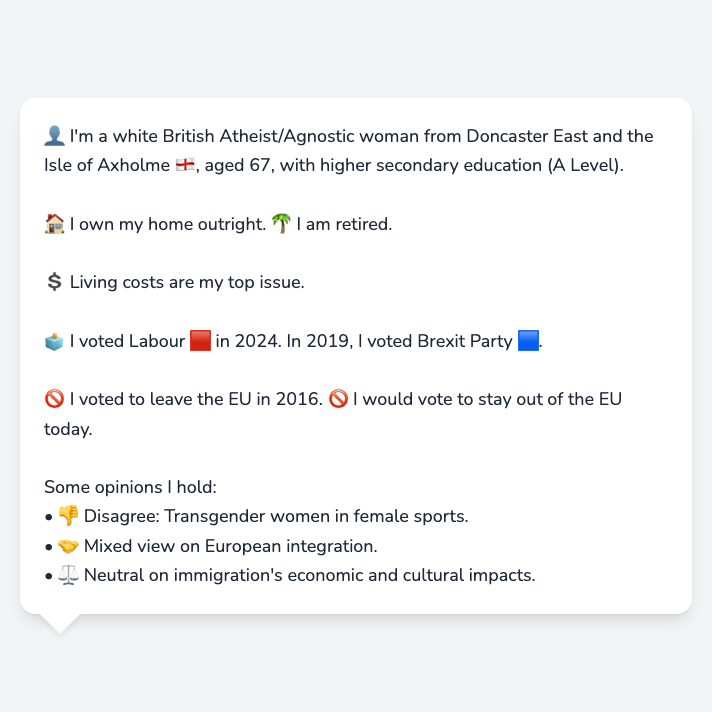 👤 I'm a white British Atheist/Agnostic woman from Doncaster East and the
Isle of Axholme 🏴󠁧󠁢󠁥󠁮󠁧󠁿, aged 67, with higher secondary education (A Level).
🏠 I own my home outright. 🌴 I am retired.
💲 Living costs are my top issue.
🗳️ I voted Labour 🟥 in 2024. In 2019, I voted Brexit Party 🟦.
🚫 I voted to leave the EU in 2016. 🚫 I would vote to stay out of the EU
today.
Some opinions I hold:
• 👎 Disagree: Transgender women in female sports.
• 🤝 Mixed view on European integration.
• ⚖️ Neutral on immigration's economic and cultural impacts.